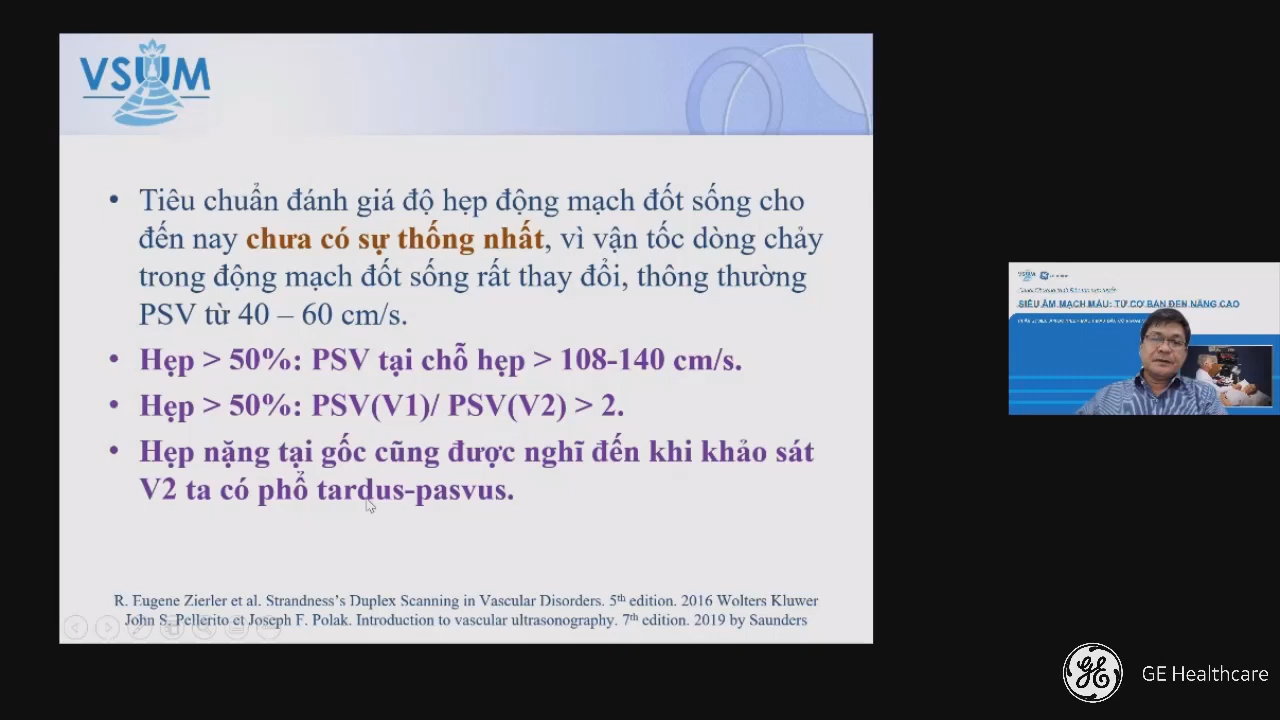 VSUM
Tiêu chuẩn đánh giá độ hẹp động mạch đốt sống cho
đến nay chưa có sự thống nhất, vì vận tốc dòng chảy
trong động mạch đốt sống rất thay đổi, thông thường
PSV từ 40 – 60 cm/s.
Hẹp > 50%: PSV tại chỗ hẹp > 108-140 cm/s.
Hẹp > 50%: PSV(V1)/ PSV(V2) > 2.
Hẹp nặng tại gốc cũng được nghĩ đến khi khảo sát
V2 ta có phổ tardus-pasvus.
R. Eugene Zierler et al. Strandness's Duplex Scanning in Vascular Disorders. 5th edition. 2016 Wolters Kluwer
John S. Pellerito et Joseph F. Polak. Introduction to vascular ultrasonography. 7th edition. 2019 by Saunders
VSUM
SIÊU ÂM MẠCH MÁU: TỪ CƠ BẢN ĐẾN NÂNG CAO
GE Healthcare